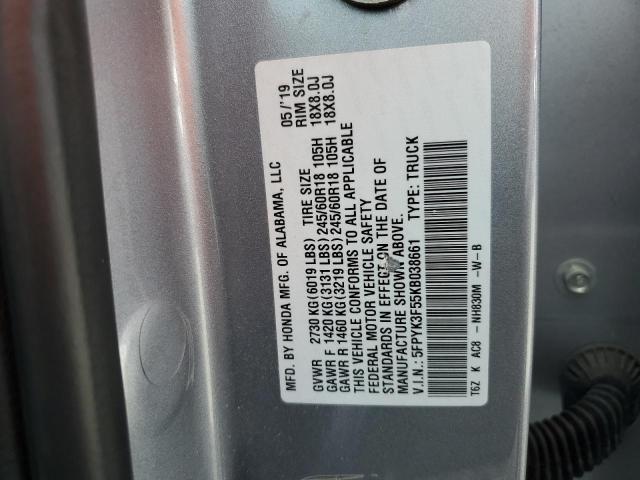 MFD. BY HONDA MFG. OF ALABAMA, LLC 05/'19
GVWR 2730 KG(6019 LBS) TIRE SIZE RIM SIZE
GAWR F 1420 KG(3131 LBS)245/60R18 105H 18X8.0J
GAWR R 1460 KG(3219 LBS)245/60R18 105H 18X8.0J
THIS VEHICLE CONFORMS TO ALL APPLICABLE
FEDERAL MOTOR VEHICLE SAFETY
STANDARDS IN EFFECT ON THE DATE OF
MANUFACTURE SHOWN ABOVE.
V.I.N.: 5FPYK3F55KB038661 TYPE: TRUCK
T6Z K AC8 - NH830M -W-B